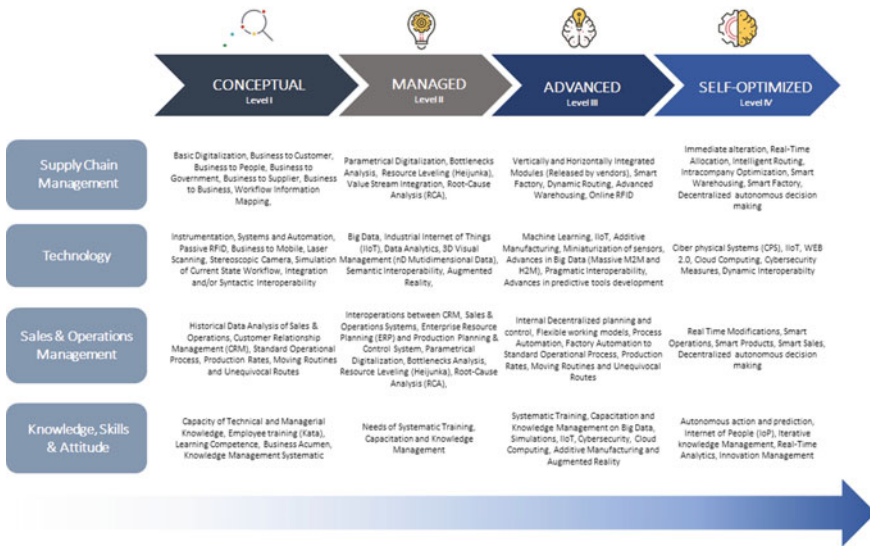 CONCEPTUAL
Level I
MANAGED
Level II
ADVANCED
Level III
SELF-OPTIMIZED
Level IV
Supply Chain
Management
Basic Digitalization, Business to Customer,
Business to People, Business to
Government, Business to Supplier, Business
to Business, Workflow Information
Mapping,
Parametrical Digitalization, Bottlenecks
Analysis, Resource Leveling (Heijunka),
Value Stream Integration, Root-Cause
Analysis (RCA),
Vertically and Horizontally Integrated
Modules (Released by vendors), Smart
Factory, Dynamic Routing, Advanced
Warehousing, Online RFID
Immediate alteration, Real-Time
Allocation, Intelligent Routing,
Intracompany Optimization, Smart
Warehousing, Smart Factory,
Decentralized autonomous decision
making
Technology
Instrumentation, Systems and Automation,
Passive RFID, Business to Mobile, Laser
Scanning, Stereoscopic Camera, Simulation
of Current State Workflow, Integration
and/or Syntactic Interoperability
Big Data, Industrial Internet of Things
(IIoT), Data Analytics, 3D Visual
Management (nD Mutidimensional Data),
Semantic Interoperability, Augmented
Reality,
Machine Learning, IIoT, Additive
Manufacturing, Miniaturization of sensors,
Advances in Big Data (Massive M2M and
H2M), Pragmatic Interoperability,
Advances in predictive tools development
Ciber physical Systems (CPS), IIoT, WEB
2.0, Cloud Computing, Cybersecurity
Measures, Dynamic Interoperabilty
Sales & Operations
Management
Historical Data Analysis of Sales &
Operations, Customer Relationship
Management (CRM), Standard Operational
Process, Production Rates, Moving Routines
and Unequivocal Routes
Interoperations between CRM, Sales &
Operations Systems, Enterprise Resource
Planning (ERP) and Production Planning &
Control System, Parametrical
Digitalization, Bottlenecks Analysis,
Resource Leveling (Heijunka), Root-Cause
Analysis (RCA),
Internal Decentralized planning and
control, Flexible working models, Process
Automation, Factory Automation to
Standard Operational Process, Production
Rates, Moving Routines and Unequivocal
Routes
Real Time Modifications, Smart
Operations, Smart Products, Smart Sales,
Decentralized autonomous decision
making
Knowledge, Skills
& Attitude
Capacity of Technical and Managerial
Knowledge, Employee training (Kata),
Learning Competence, Business Acumen,
Knowledge Management Systematic
Needs of Systematic Training,
Capacitation and Knowledge
Management
Systematic Training, Capacitation and
Knowledge Management on Big Data,
Simulations, IIoT, Cybersecurity, Cloud
Computing, Additive Manufacturing and
Augmented Reality
Autonomous action and prediction,
Internet of People (IoP), Iterative
knowledge Management, Real-Time
Analytics, Innovation Management